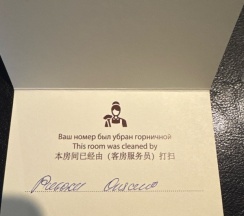 Ваш номер был убран горничной
This room was cleaned by
本房间已经由（客房服务员）打扫